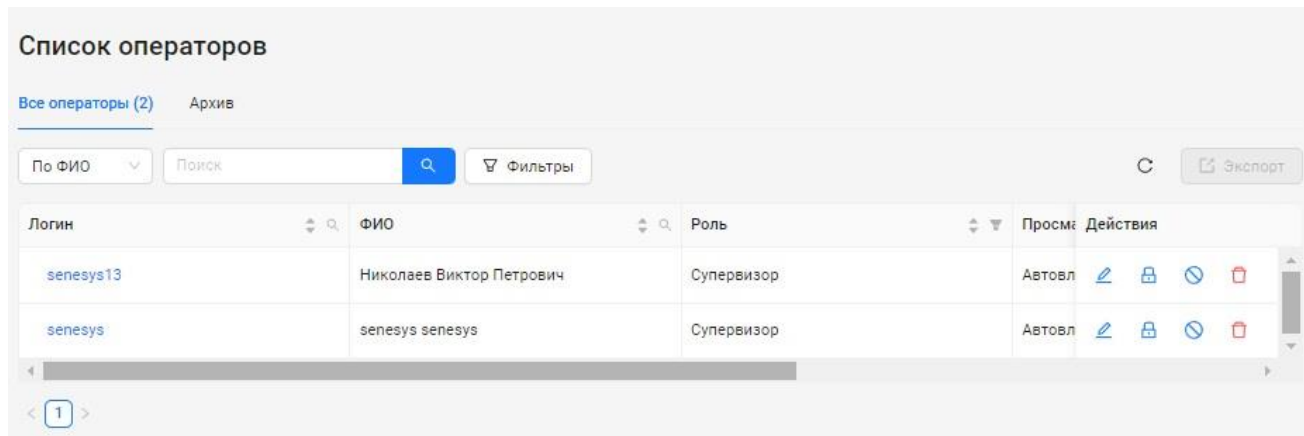 Список операторов
Все операторы (2) Архив
По ФИО Поиск Фильтры Экспорт
Логин ФИО Роль Просма Действия
senesys13 Николаев Виктор Петрович Супервизор Автовл
senesys senesys senesys Супервизор Автовл
< 1 >